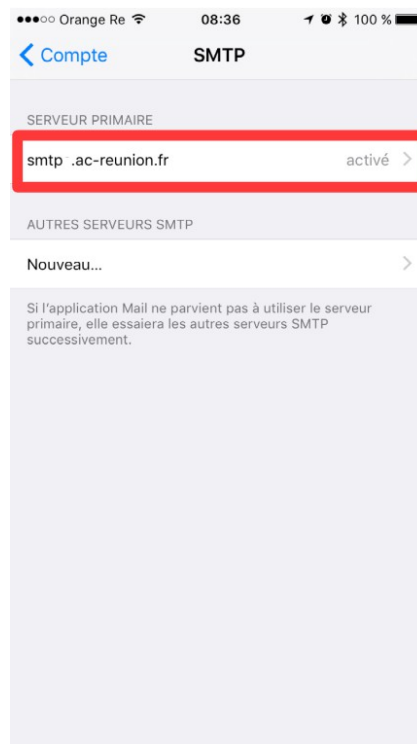 Orange Re 08:36 100 %
Compte SMTP
SERVEUR PRIMAIRE
smtp .ac-reunion.fr activé
AUTRES SERVEURS SMTP
Nouveau...
Si l'application Mail ne parvient pas à utiliser le serveur
primaire, elle essaiera les autres serveurs SMTP
successivement.